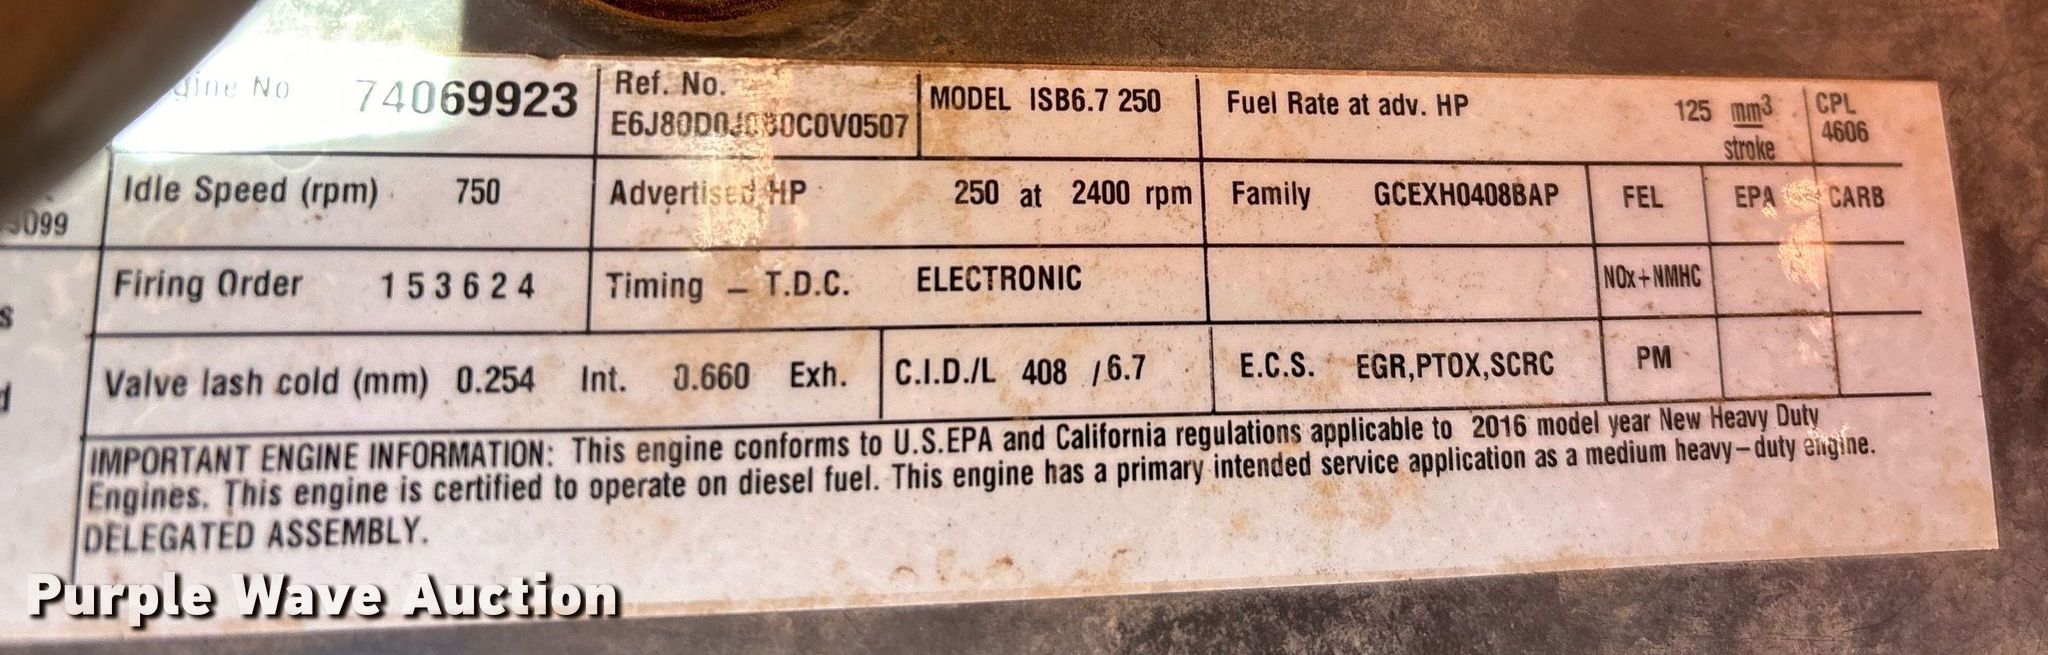 Engine No. 74069923 Ref. No. MODEL ISB6.7 250 Fuel Rate at adv. HP 125 mm3 CPL
stroke 4606
Idle Speed (rpm) 750 Advertised HP 250 at 2400 rpm Family GCEXH0408BAP FEL EPA CARB
Firing Order 1 5 3 6 2 4 Timing – T.D.C. ELECTRONIC NOx+NMHC
Valve lash cold (mm) 0.254 Int. 0.660 Exh. C.I.D./L 408 / 6.7 E.C.S. EGR,PTOX,SCRC PM
IMPORTANT ENGINE INFORMATION: This engine conforms to U.S.EPA and California regulations applicable to 2016 model year New Heavy Duty
Engines. This engine is certified to operate on diesel fuel. This engine has a primary intended service application as a medium heavy–duty engine.
DELEGATED ASSEMBLY.
Purple Wave Auction